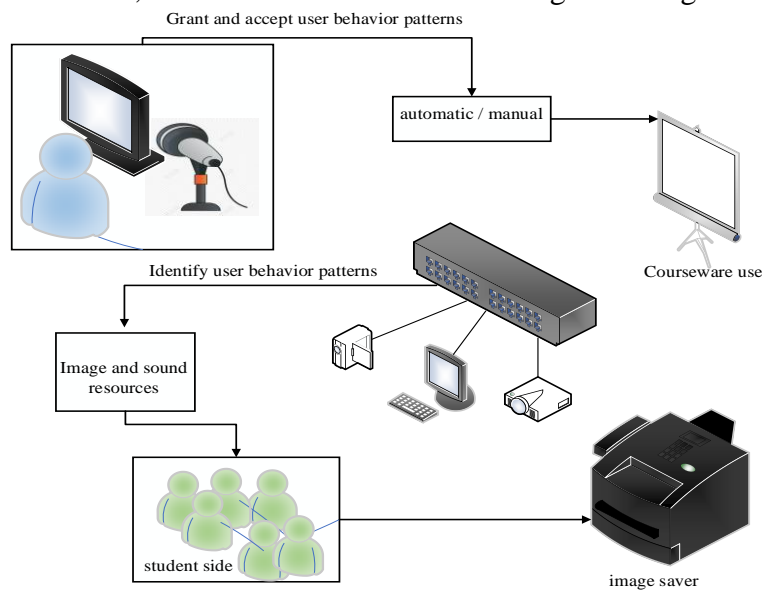 Grant and accept user behavior patterns
automatic / manual
Courseware use
Identify user behavior patterns
Image and sound
resources
student side
image saver